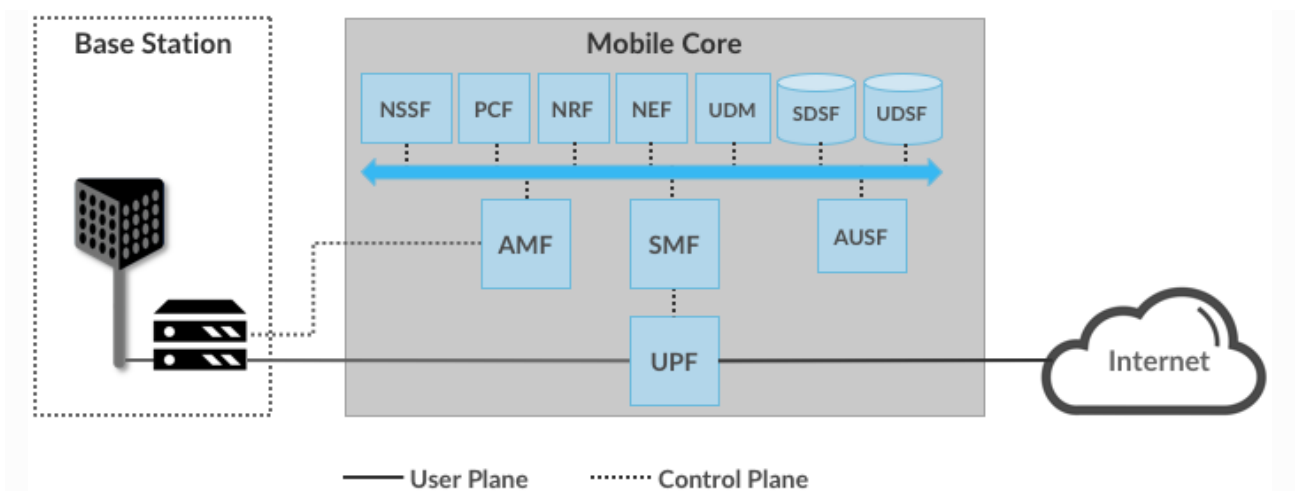 Base Station
Mobile Core
NSSF
PCF
NRF
NEF
UDM
SDSF
UDSF
AMF
SMF
AUSF
UPF
Internet
User Plane
Control Plane